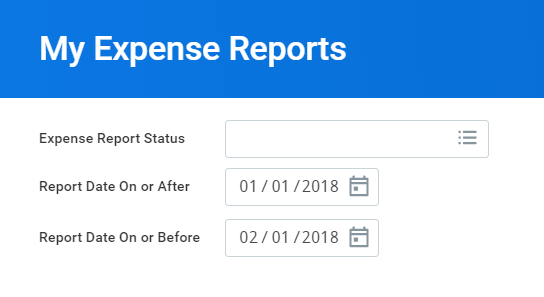 My Expense Reports
Expense Report Status
Report Date On or After 01 / 01 / 2018
Report Date On or Before 02 / 01 / 2018